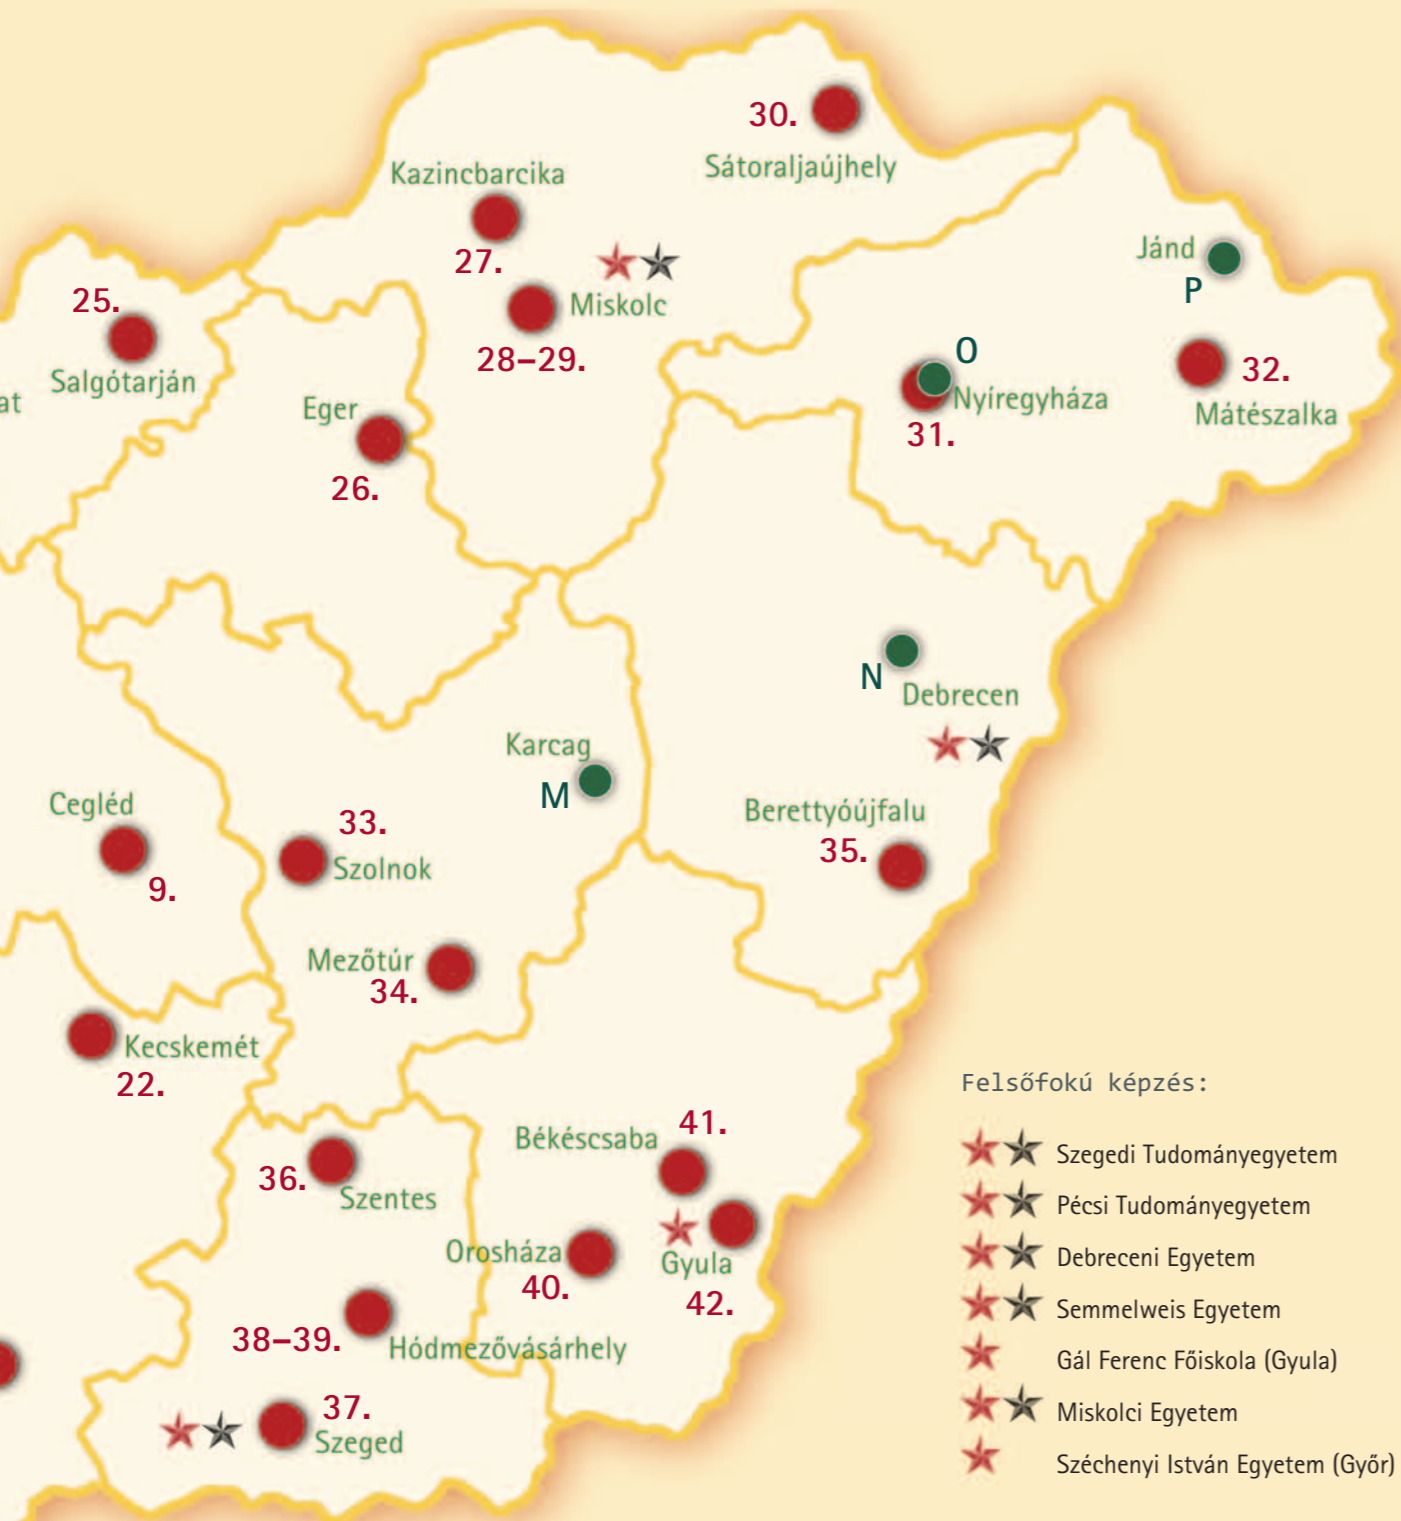 30.
Sátoraljaújhely
Kazincbarcika
27.
Jánd
P
25.
Miskolc
28–29.
Salgótarján
at
O
Nyíregyháza
31.
32.
Mátészalka
Eger
26.
N
Debrecen
Karcag
M
Cegléd
9.
33.
Szolnok
Berettyóújfalu
35.
Mezőtúr
34.
Kecskemét
22.
Felsőfokú képzés:
Szegedi Tudományegyetem
Pécsi Tudományegyetem
Debreceni Egyetem
Semmelweis Egyetem
Gál Ferenc Főiskola (Gyula)
Miskolci Egyetem
Széchenyi István Egyetem (Győr)
41.
Békéscsaba
36.
Szentes
Orosháza
40.
Gyula
42.
38–39.
Hódmezővásárhely
37.
Szeged